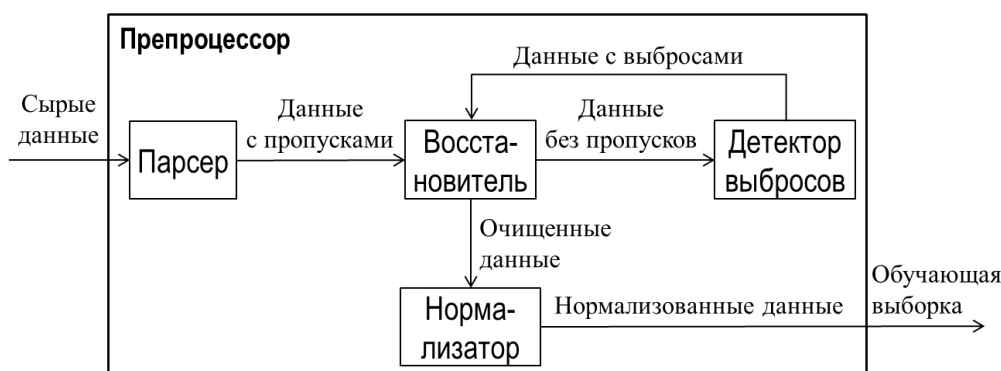 Препроцессор
Данные с выбросами
Сырые
данные
Данные
с пропусками
Данные
без пропусков
Парсер
Восста-
новитель
Детектор
выбросов
Очищенные
данные
Обучающая
выборка
Норма-
лизатор
Нормализованные данные